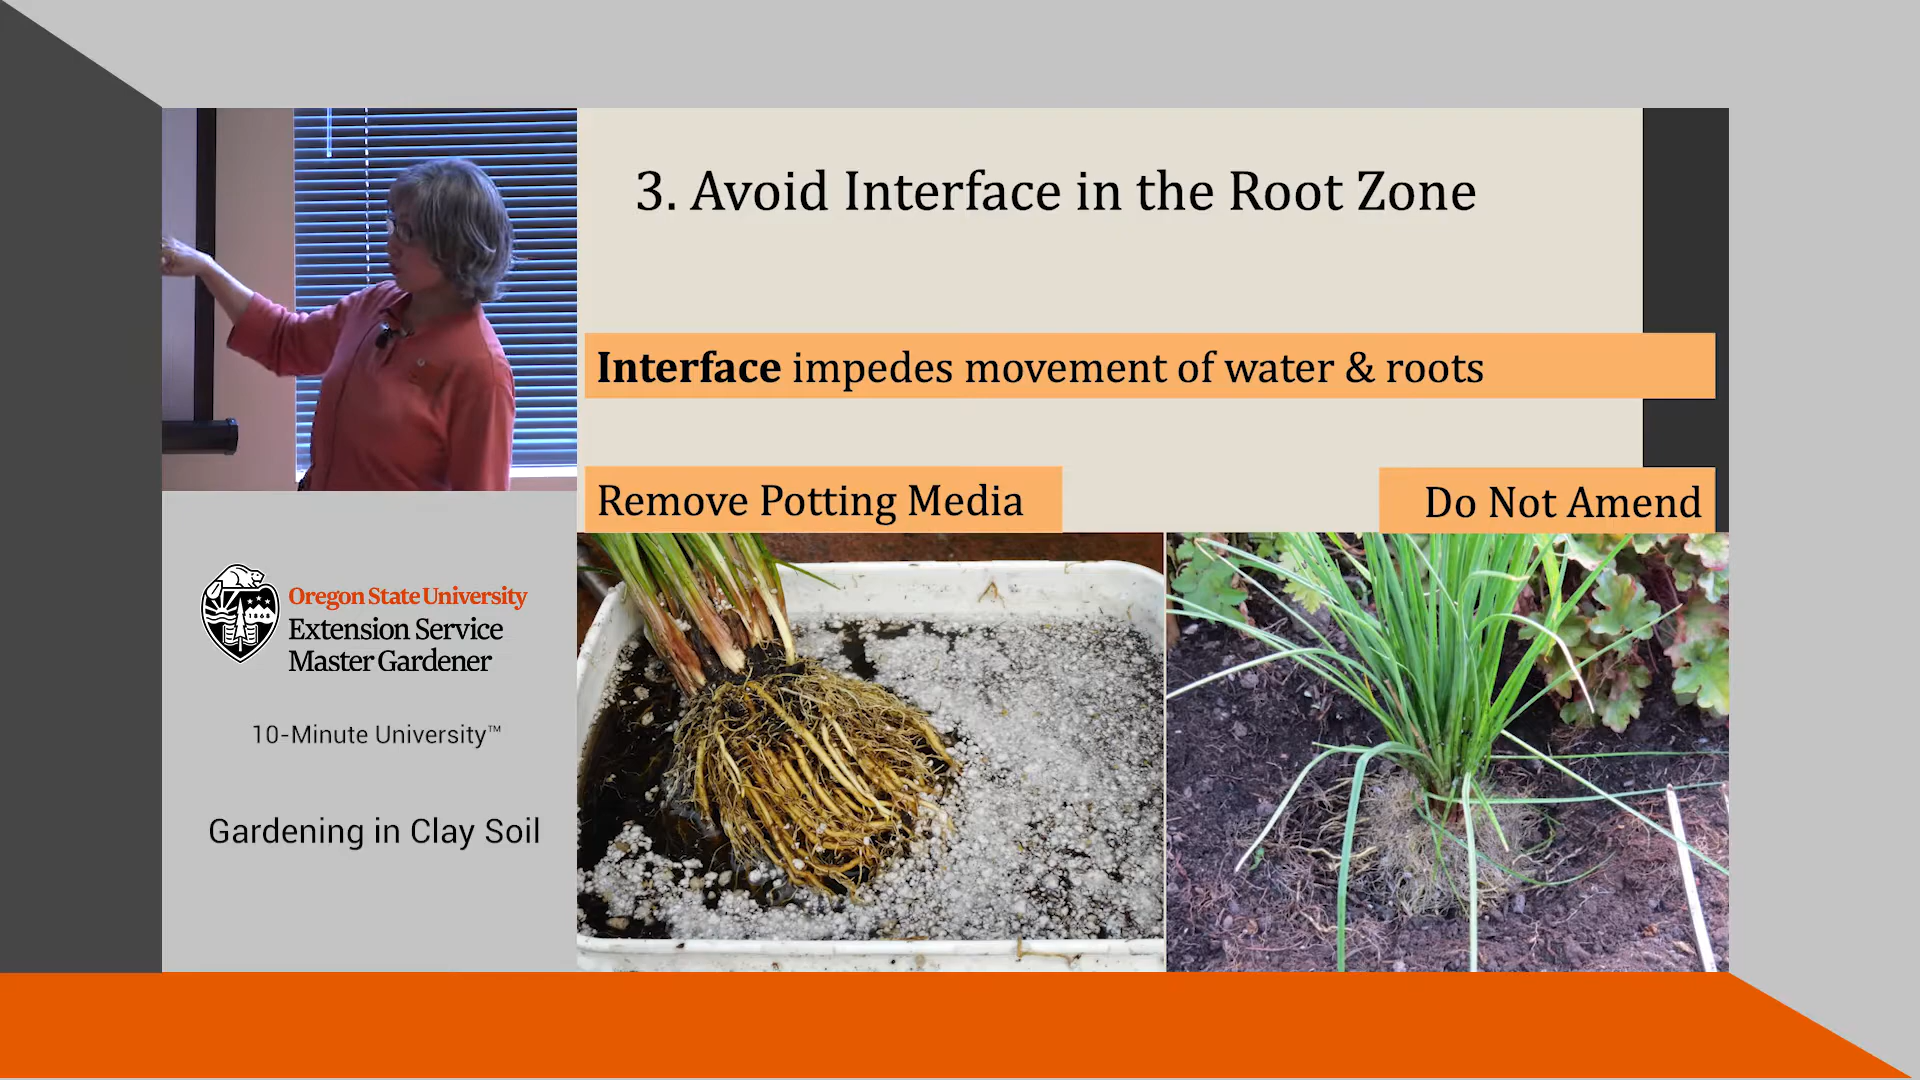 3. Avoid Interface in the Root Zone
Interface impedes movement of water & roots
Remove Potting Media
Do Not Amend
Oregon State University
Extension Service
Master Gardener
10-Minute University™
Gardening in Clay Soil